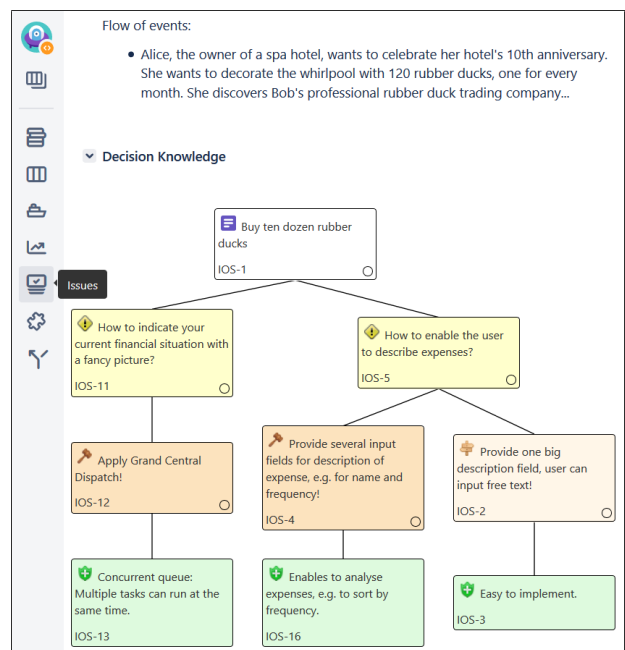 Flow of events:
Alice, the owner of a spa hotel, wants to celebrate her hotel's 10th anniversary.
She wants to decorate the whirlpool with 120 rubber ducks, one for every
month. She discovers Bob's professional rubber duck trading company...
Decision Knowledge
Buy ten dozen rubber
ducks
IOS-1
Issues
How to indicate your
current financial situation with
a fancy picture?
IOS-11
How to enable the user
to describe expenses?
IOS-5
Apply Grand Central
Dispatch!
IOS-12
Provide several input
fields for description of
expense, e.g. for name and
frequency!
IOS-4
Provide one big
description field, user can
input free text!
IOS-2
Concurrent queue:
Multiple tasks can run at the
same time.
IOS-13
Enables to analyse
expenses, e.g. to sort by
frequency.
IOS-16
Easy to implement.
IOS-3